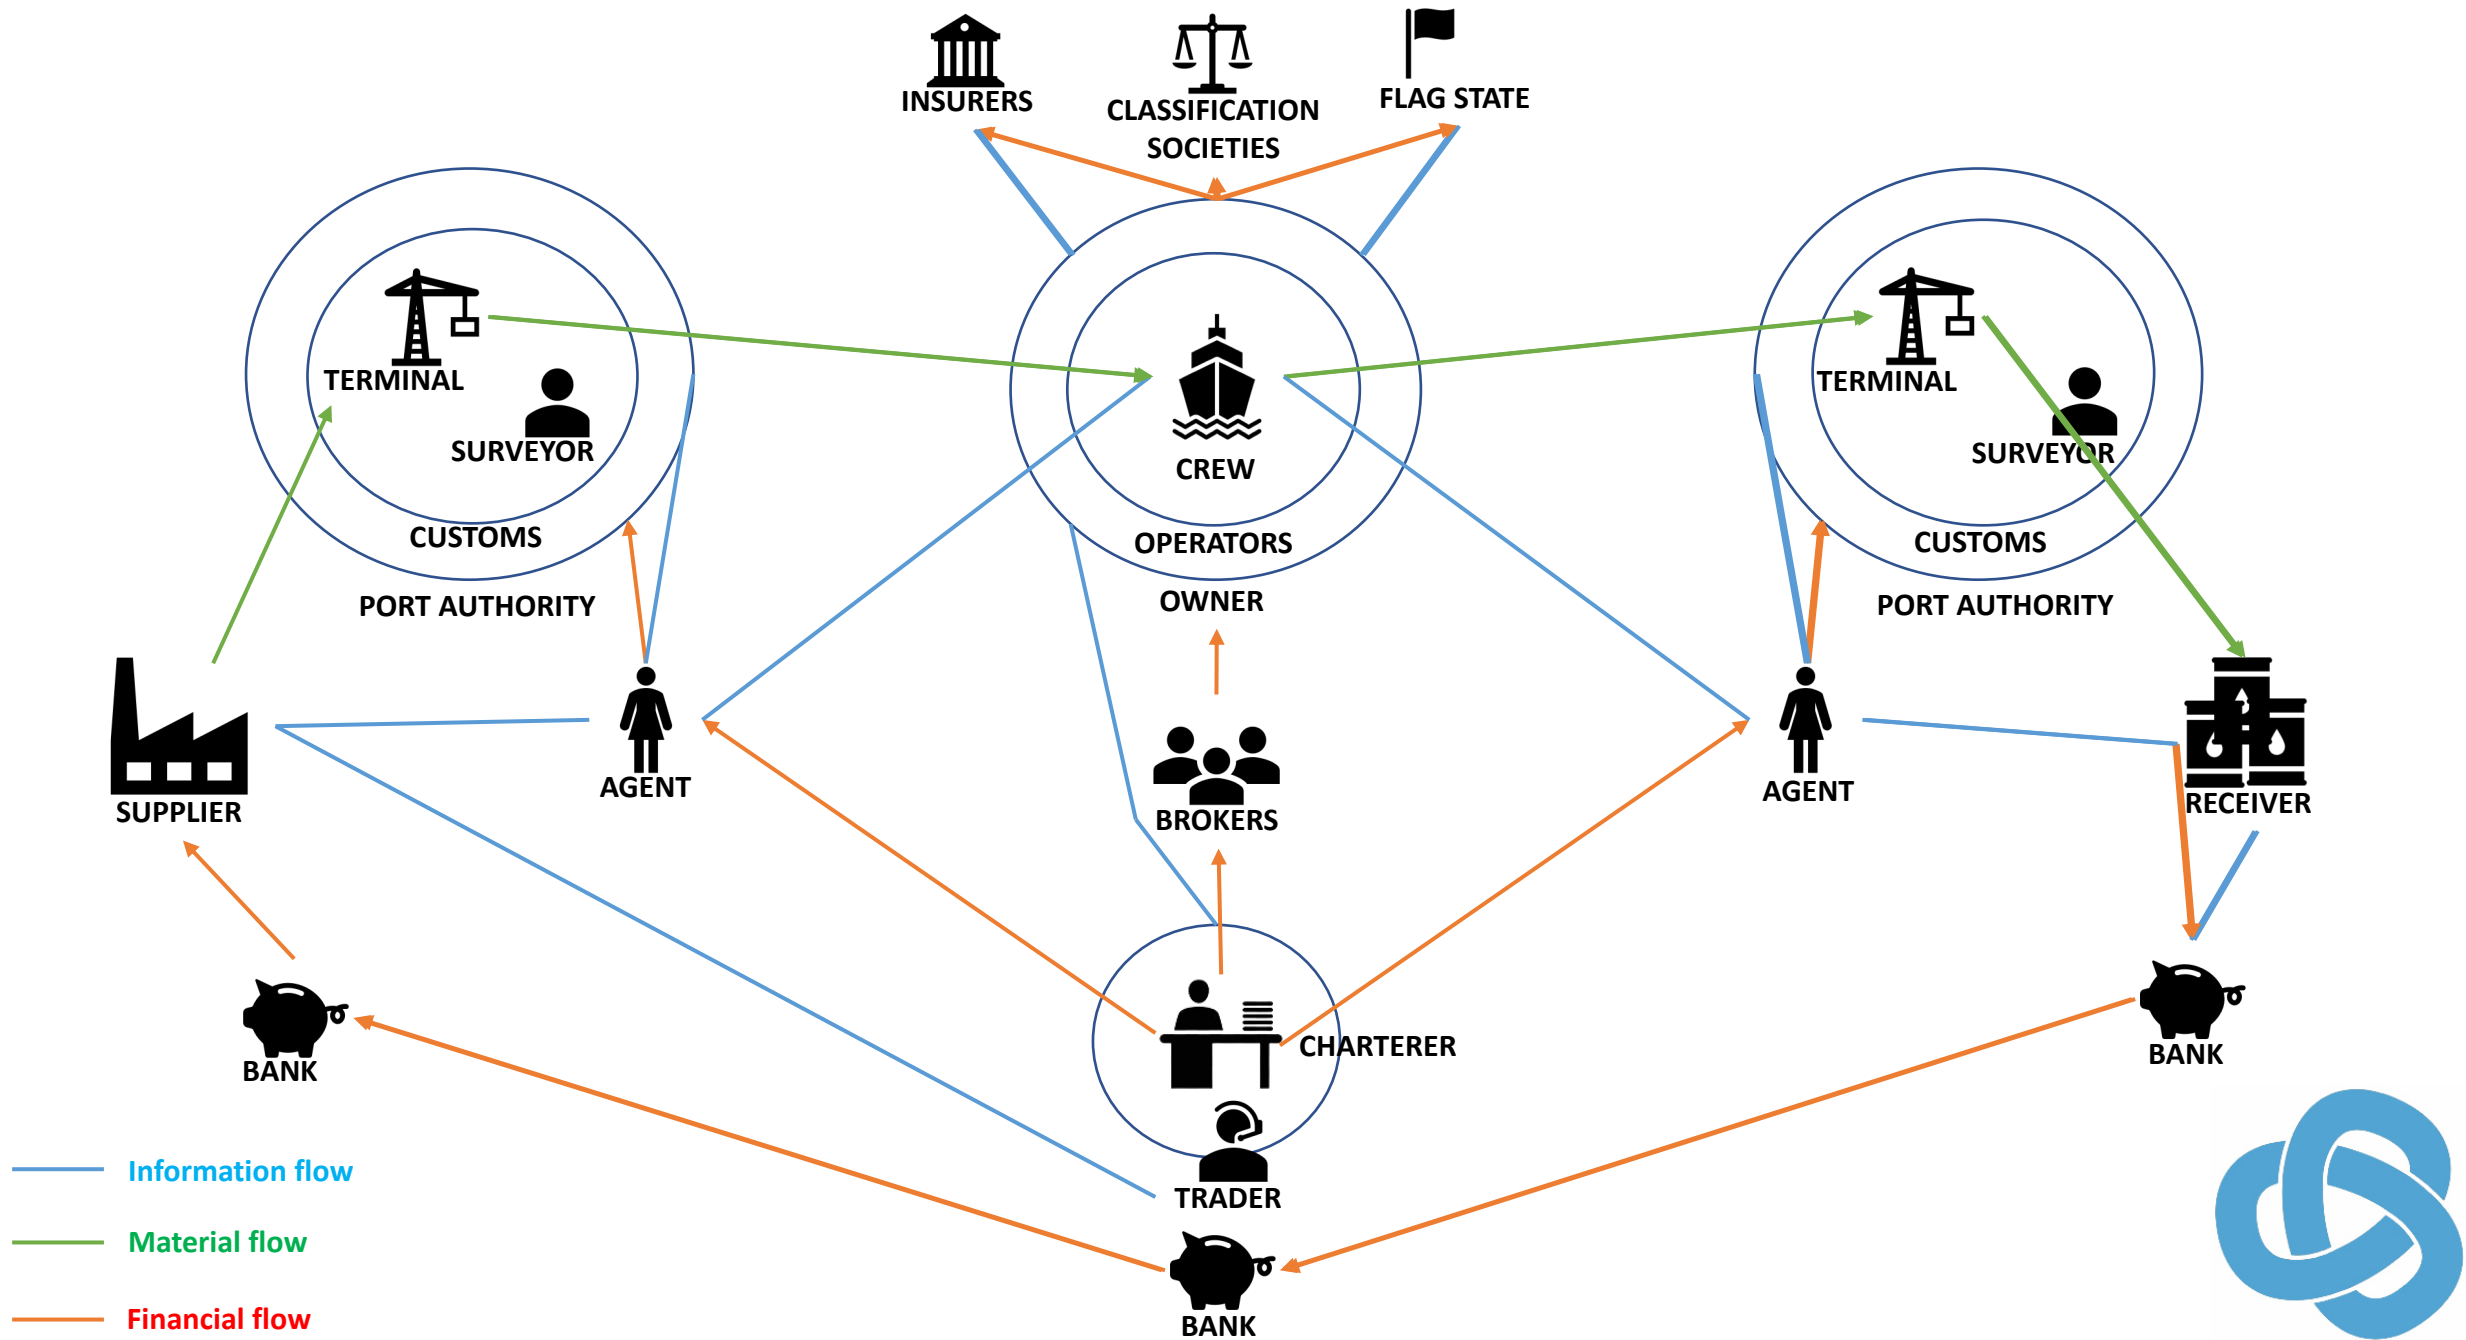 INSURERS
CLASSIFICATION
SOCIETIES
FLAG STATE
TERMINAL
SURVEYOR
CUSTOMS
PORT AUTHORITY
CREW
OPERATORS
OWNER
TERMINAL
SURVEYOR
CUSTOMS
PORT AUTHORITY
SUPPLIER
AGENT
BROKERS
AGENT
RECEIVER
BANK
CHARTERER
BANK
TRADER
BANK
Information flow
Material flow
Financial flow